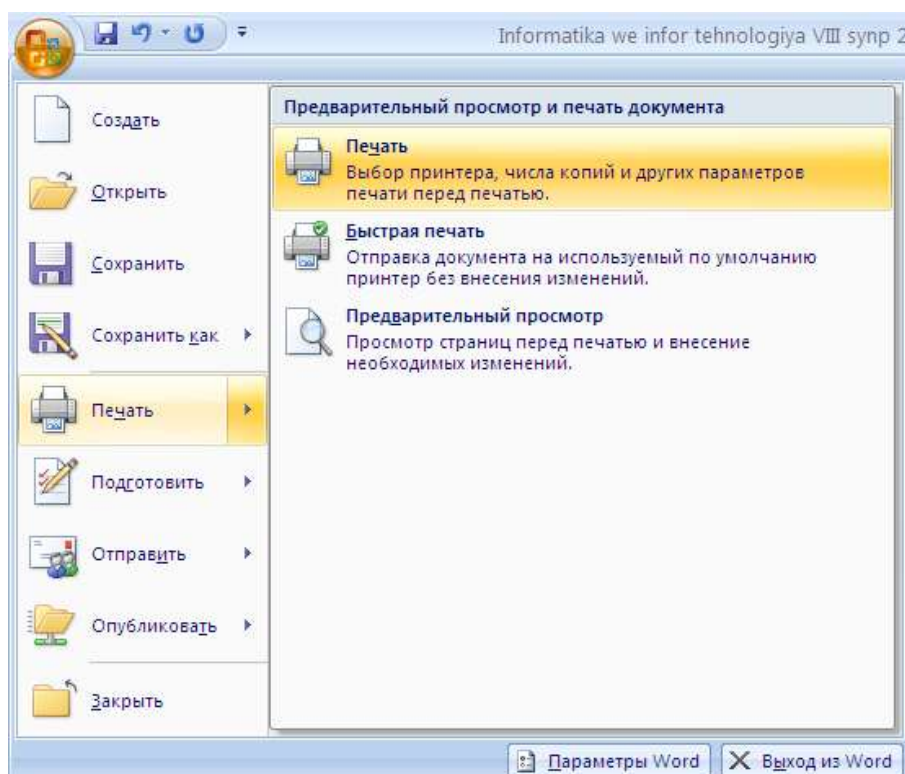 Informatika we infor tehnologiya VIII synp 2
Создать
Открыть
Сохранить
Сохранить как
Печать
Подготовить
Отправить
Опубликовать
Закрыть
Предварительный просмотр и печать документа
Печать
Выбор принтера, числа копий и других параметров
печати перед печатью.
Быстрая печать
Отправка документа на используемый по умолчанию
принтер без внесения изменений.
Предварительный просмотр
Просмотр страниц перед печатью и внесение
необходимых изменений.
Параметры Word
Выход из Word